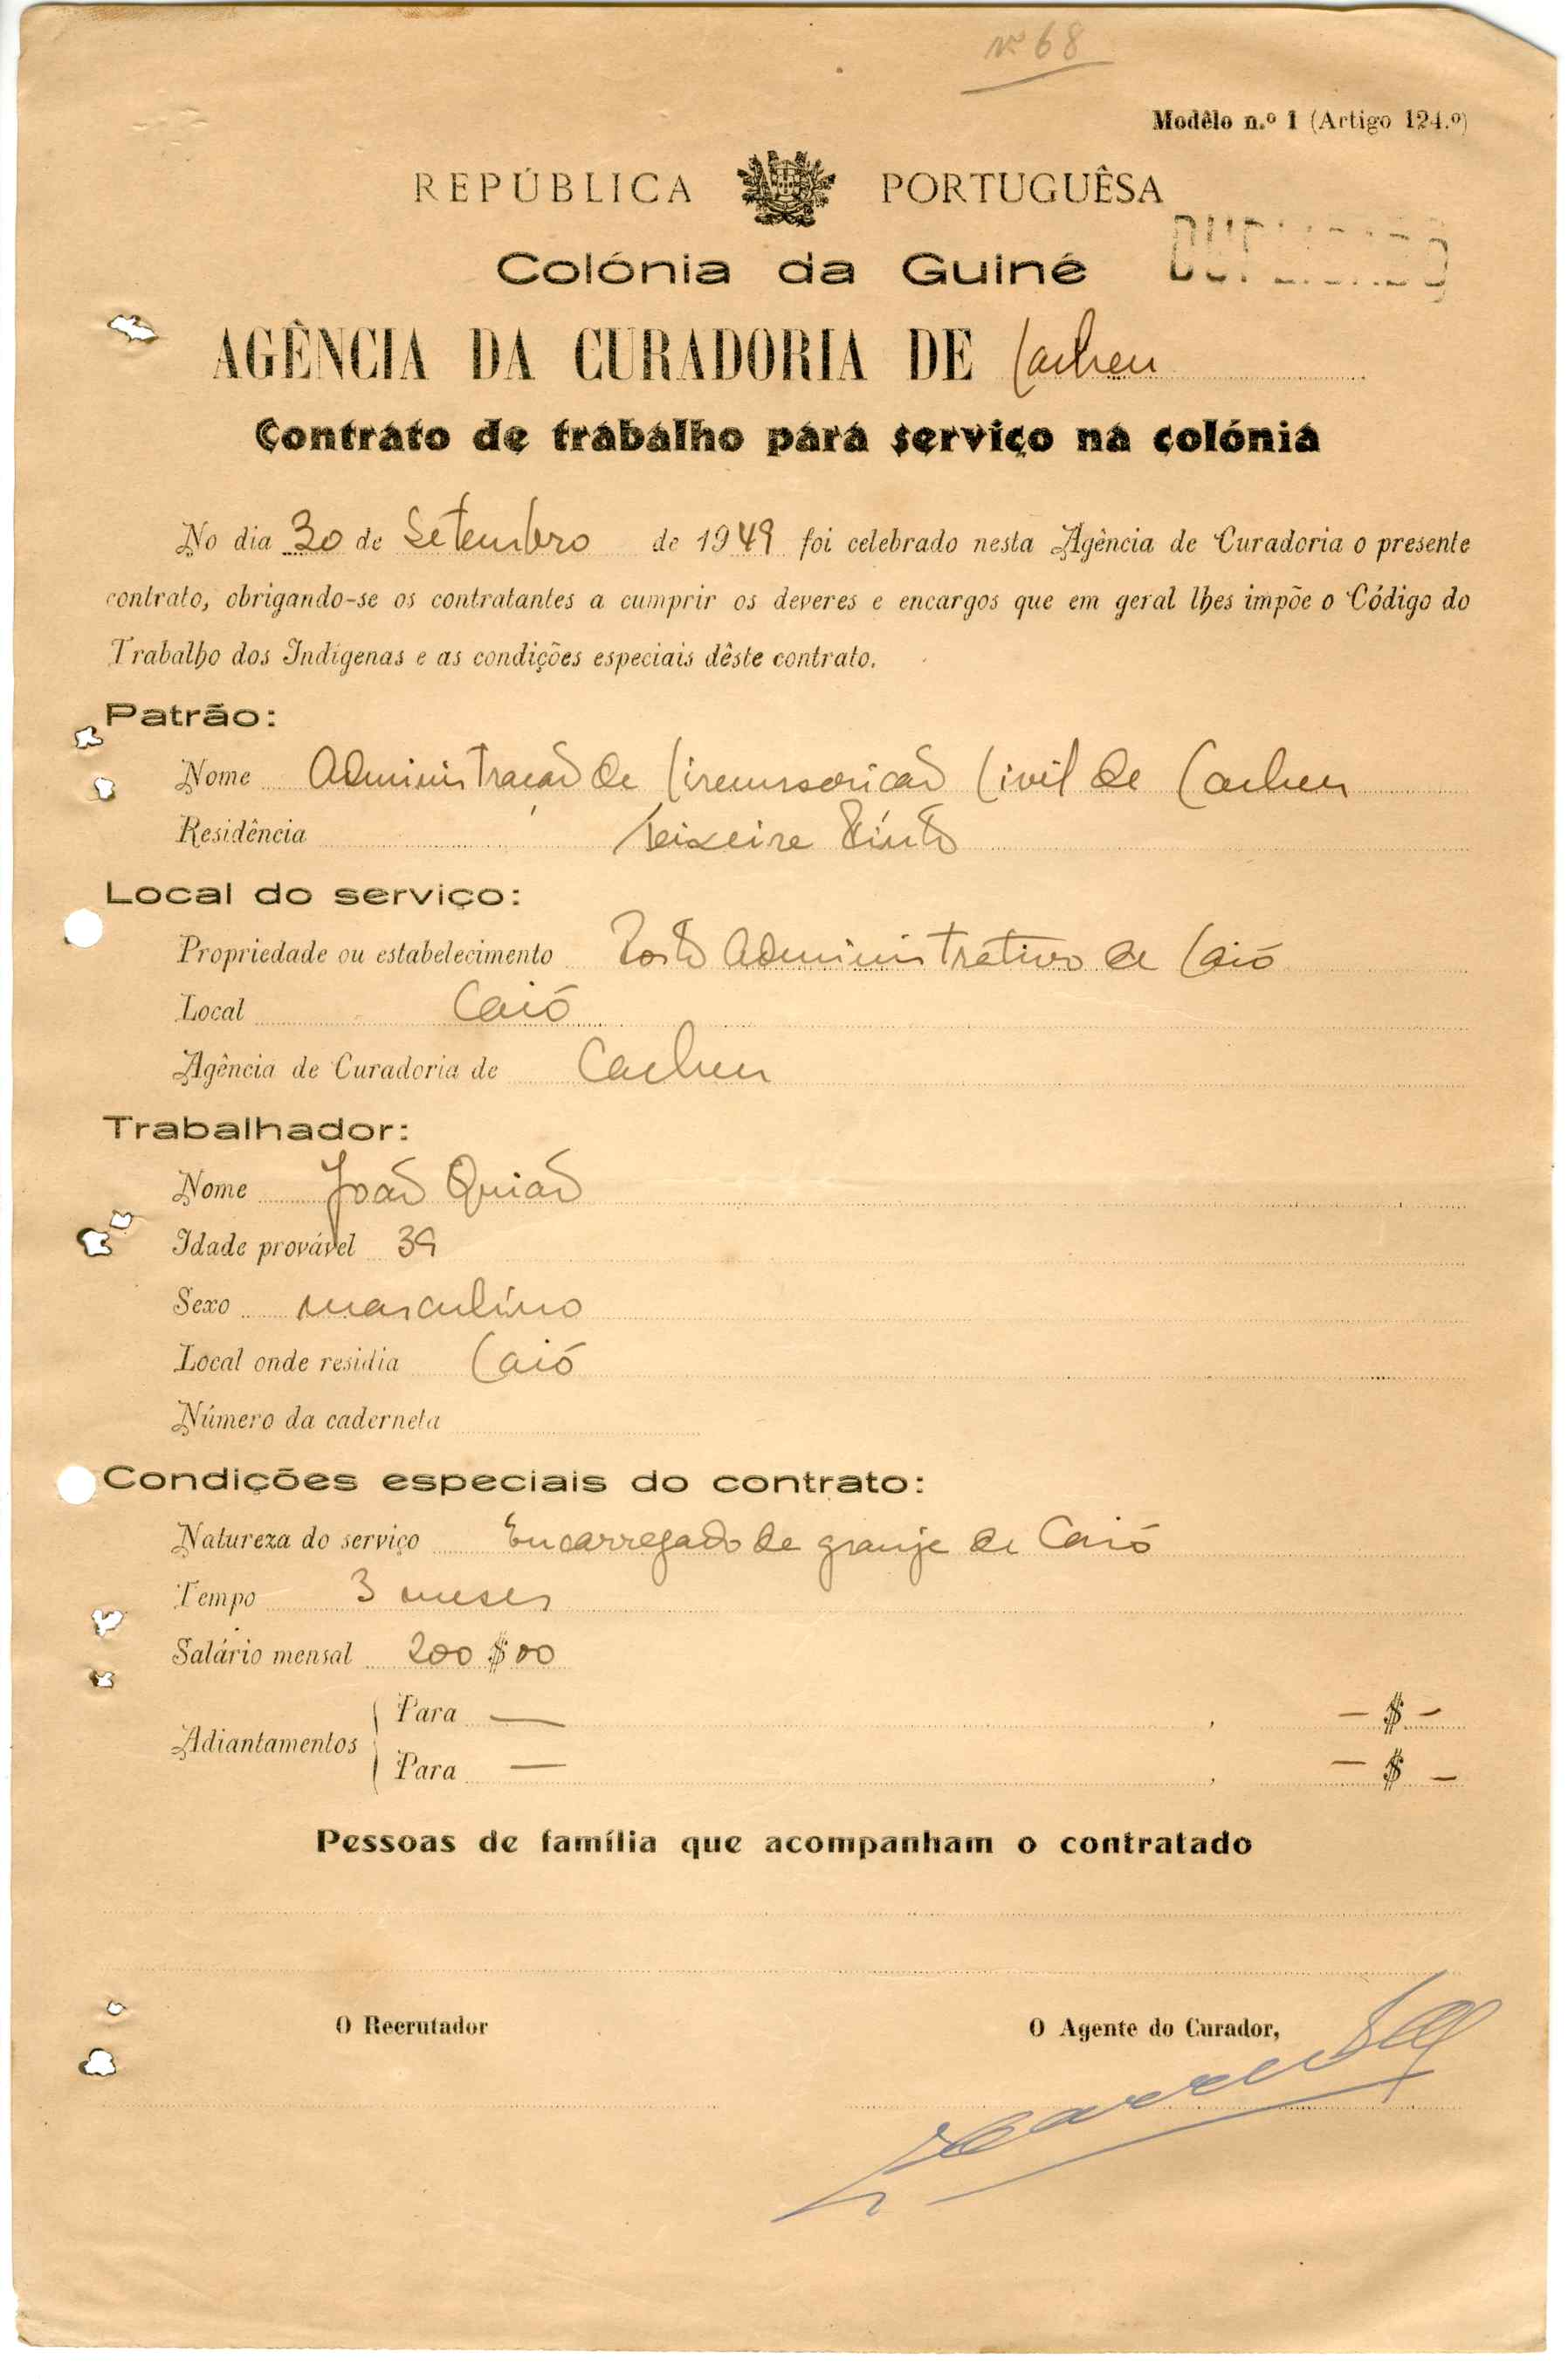 nº 68
Modêlo n.º 1 (Artigo 124.º)
REPÚBLICA PORTUGUÊSA
Colónia da Guiné
DUPLICADO
AGÊNCIA DA CURADORIA DE Cacheu
Contrato de trabalho para serviço na colónia
No dia 30 de Setembro de 1949 foi celebrado nesta Agência de Curadoria o presente
contrato, obrigando-se os contratantes a cumprir os deveres e encargos que em geral lhes impõe o Código do
Trabalho dos Indígenas e as condições especiais dêste contrato.
Patrão:
Nome Administração de Circunscrição Civil de Cacheu
Residência Teixeira Pinto
Local do serviço:
Propriedade ou estabelecimento Posto Administrativo de Caió
Local Caió
Agência de Curadoria de Cacheu
Trabalhador:
Nome João Quião
Idade provável 39
Sexo masculino
Local onde residia Caió
Número da caderneta
Condições especiais do contrato:
Natureza do serviço Encarregado de granja de Caió
Tempo 3 meses
Salário mensal 200$00
Adiantamentos
Para — — $ —
Para — — $ —
Pessoas de família que acompanham o contratado
O Recrutador O Agente do Curador,